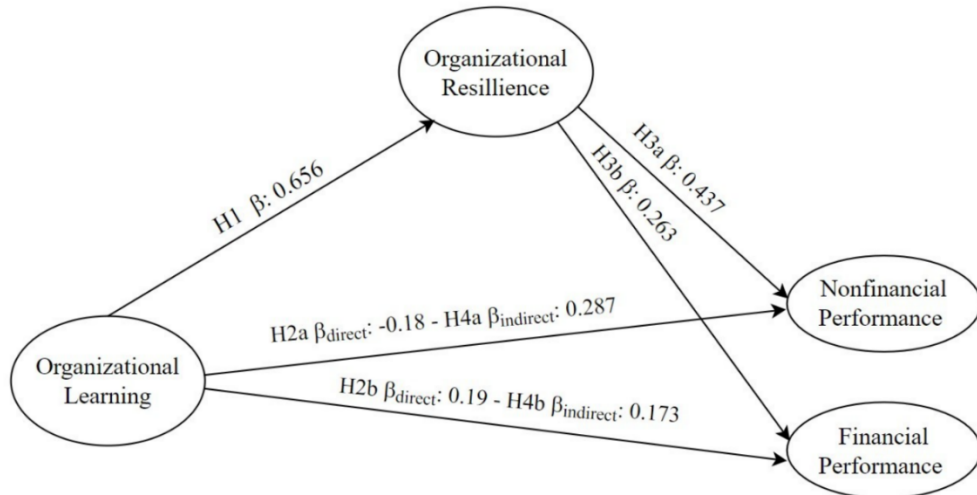 Organizational
Resillience
H1 β: 0.656
H3a β: 0.437
H3b β: 0.263
H2a βdirect: -0.18 - H4a βindirect: 0.287
Nonfinancial
Performance
Organizational
Learning
H2b βdirect: 0.19 - H4b βindirect: 0.173
Financial
Performance